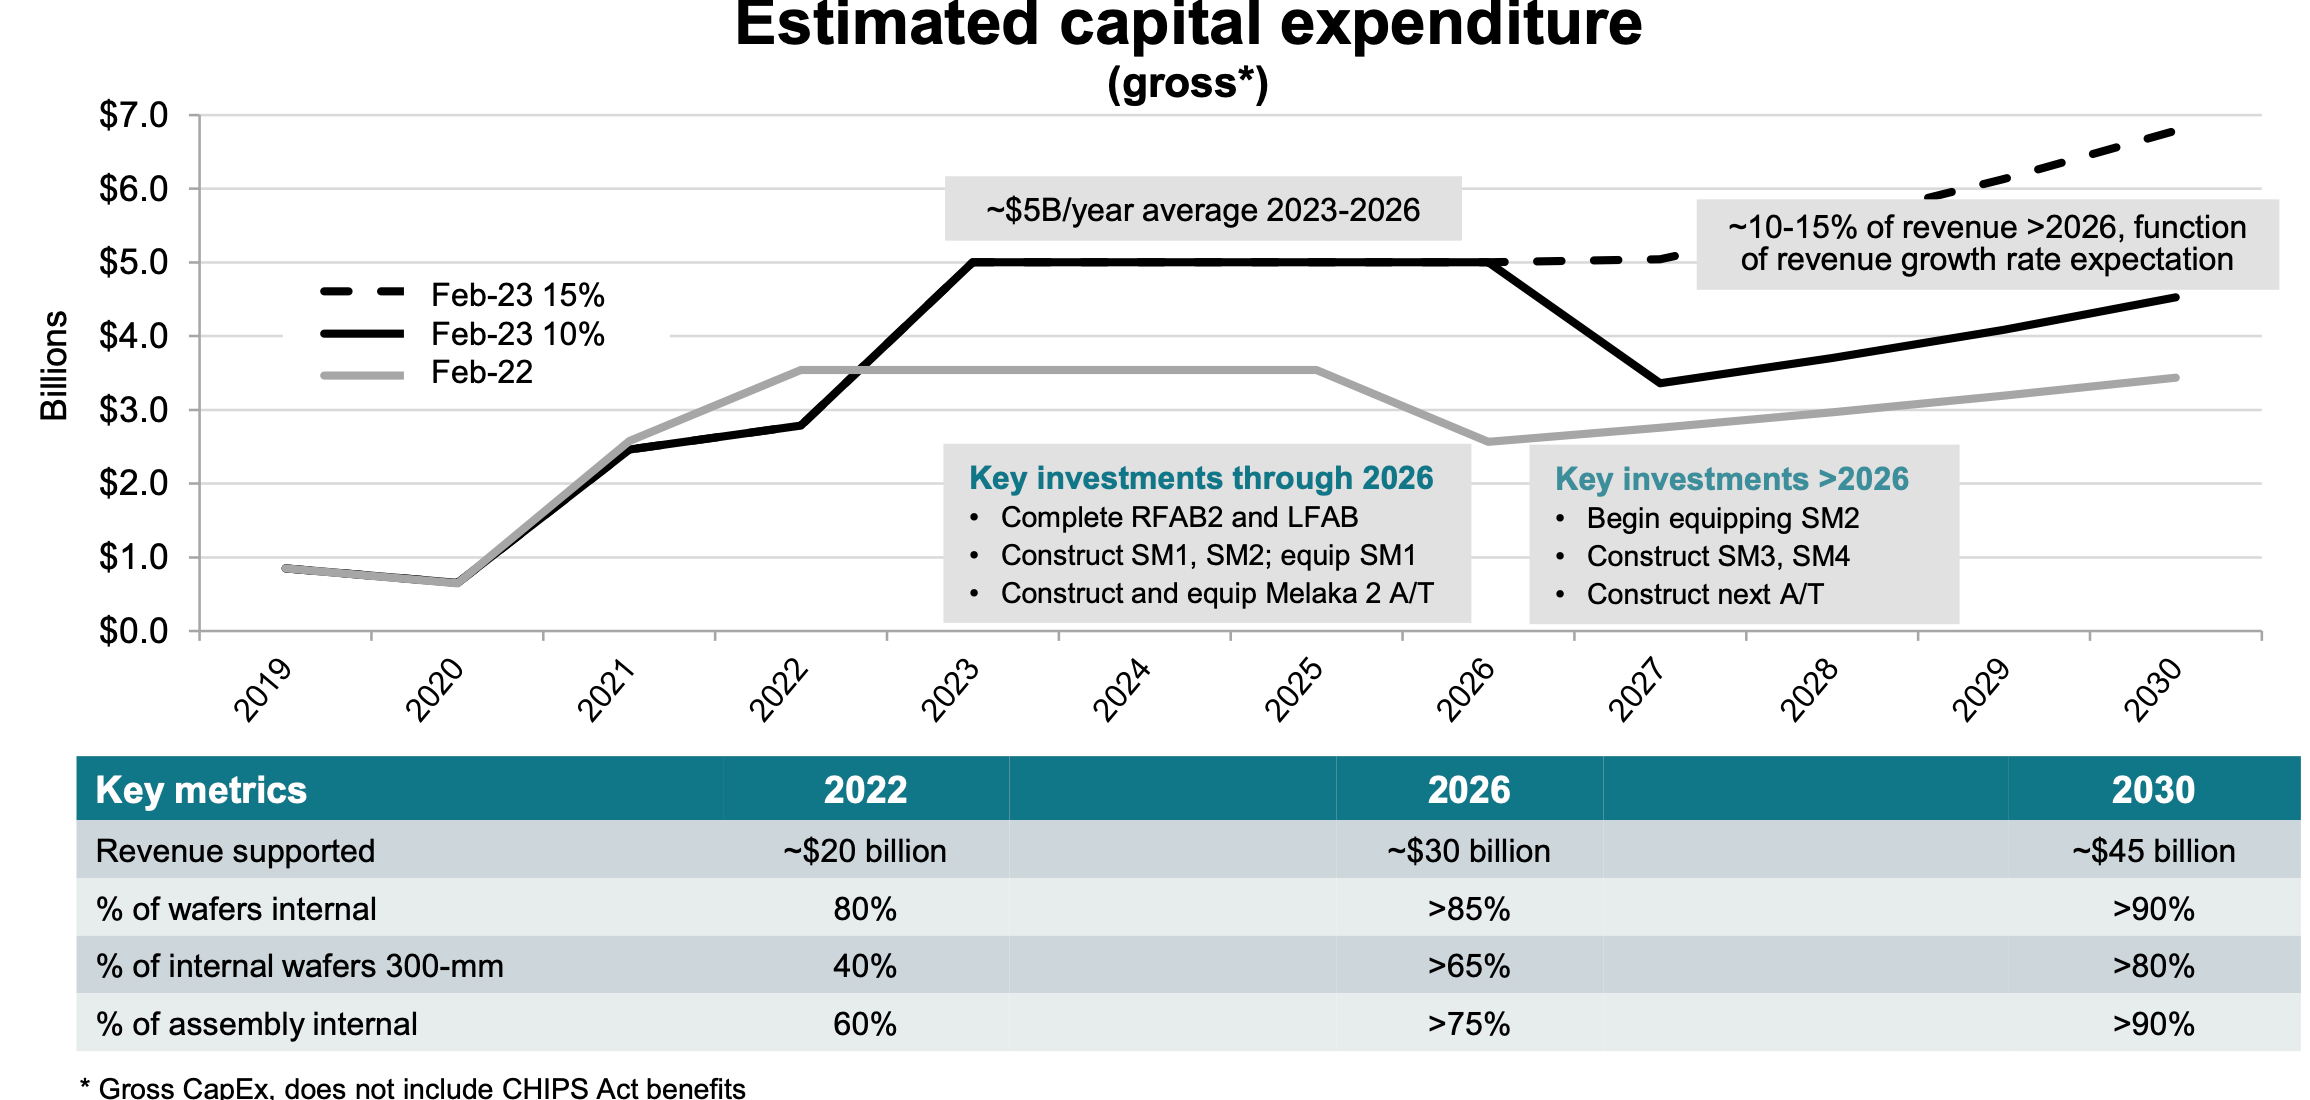 Estimated capital expenditure
(gross*)
$7.0
$6.0
$5.0
$4.0
$3.0
$2.0
$1.0
$0.0
Billions
Feb-23 15%
Feb-23 10%
Feb-22
~$5B/year average 2023-2026
~10-15% of revenue >2026, function
of revenue growth rate expectation
Key investments through 2026
• Complete RFAB2 and LFAB
• Construct SM1, SM2; equip SM1
• Construct and equip Melaka 2 A/T
Key investments >2026
• Begin equipping SM2
• Construct SM3, SM4
• Construct next A/T
2019 2020 2021 2022 2023 2024 2025 2026 2027 2028 2029 2030
Key metrics 2022 2026 2030
Revenue supported ~$20 billion ~$30 billion ~$45 billion
% of wafers internal 80% >85% >90%
% of internal wafers 300-mm 40% >65% >80%
% of assembly internal 60% >75% >90%
* Gross CapEx, does not include CHIPS Act benefits